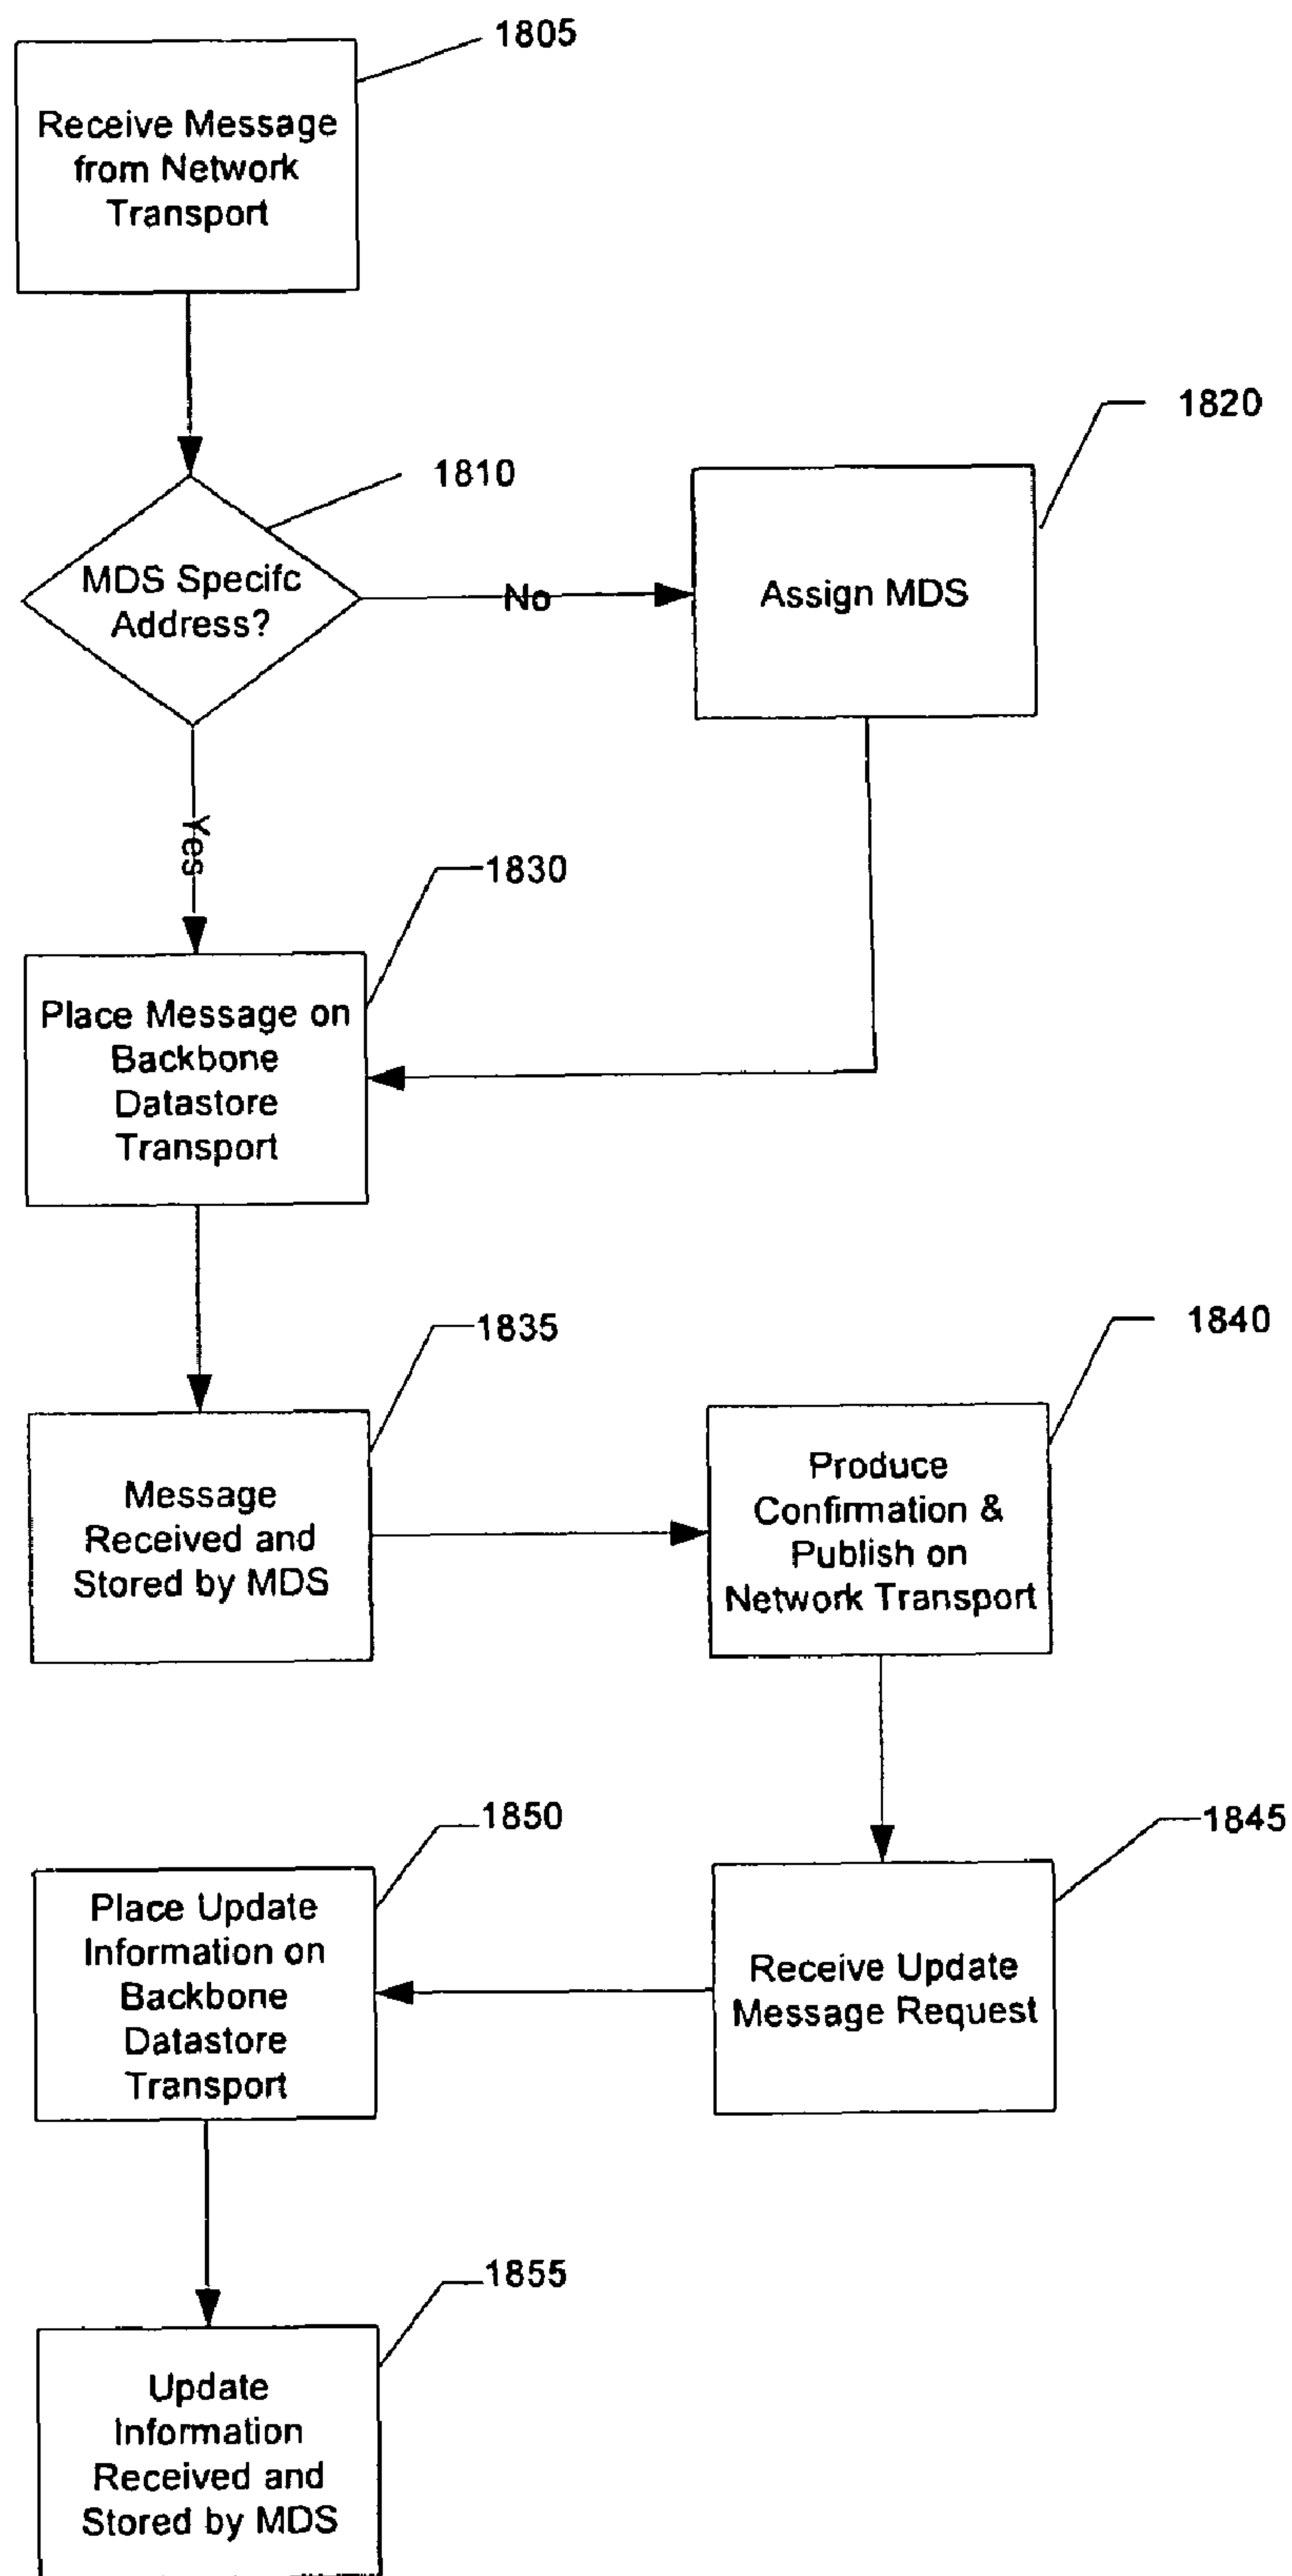 1805
Receive Message
from Network
Transport
1810
MDS Specifc
Address?
No
1820
Assign MDS
Yes
1830
Place Message on
Backbone
Datastore
Transport
1835
Message
Received and
Stored by MDS
1840
Produce
Confirmation &
Publish on
Network Transport
1845
Receive Update
Message Request
1850
Place Update
Information on
Backbone
Datastore
Transport
1855
Update
Information
Received and
Stored by MDS